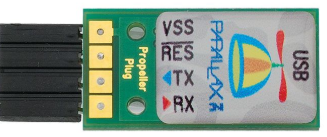 Propeller
Plug
VSS
RES
TX
RX
PARALLAX
USB